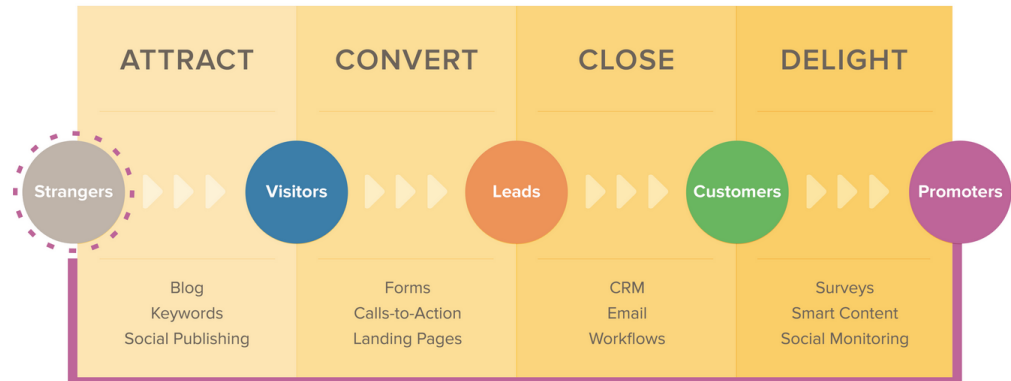 ATTRACT
CONVERT
CLOSE
DELIGHT
Strangers
Visitors
Leads
Customers
Promoters
Blog
Keywords
Social Publishing
Forms
Calls-to-Action
Landing Pages
CRM
Email
Workflows
Surveys
Smart Content
Social Monitoring